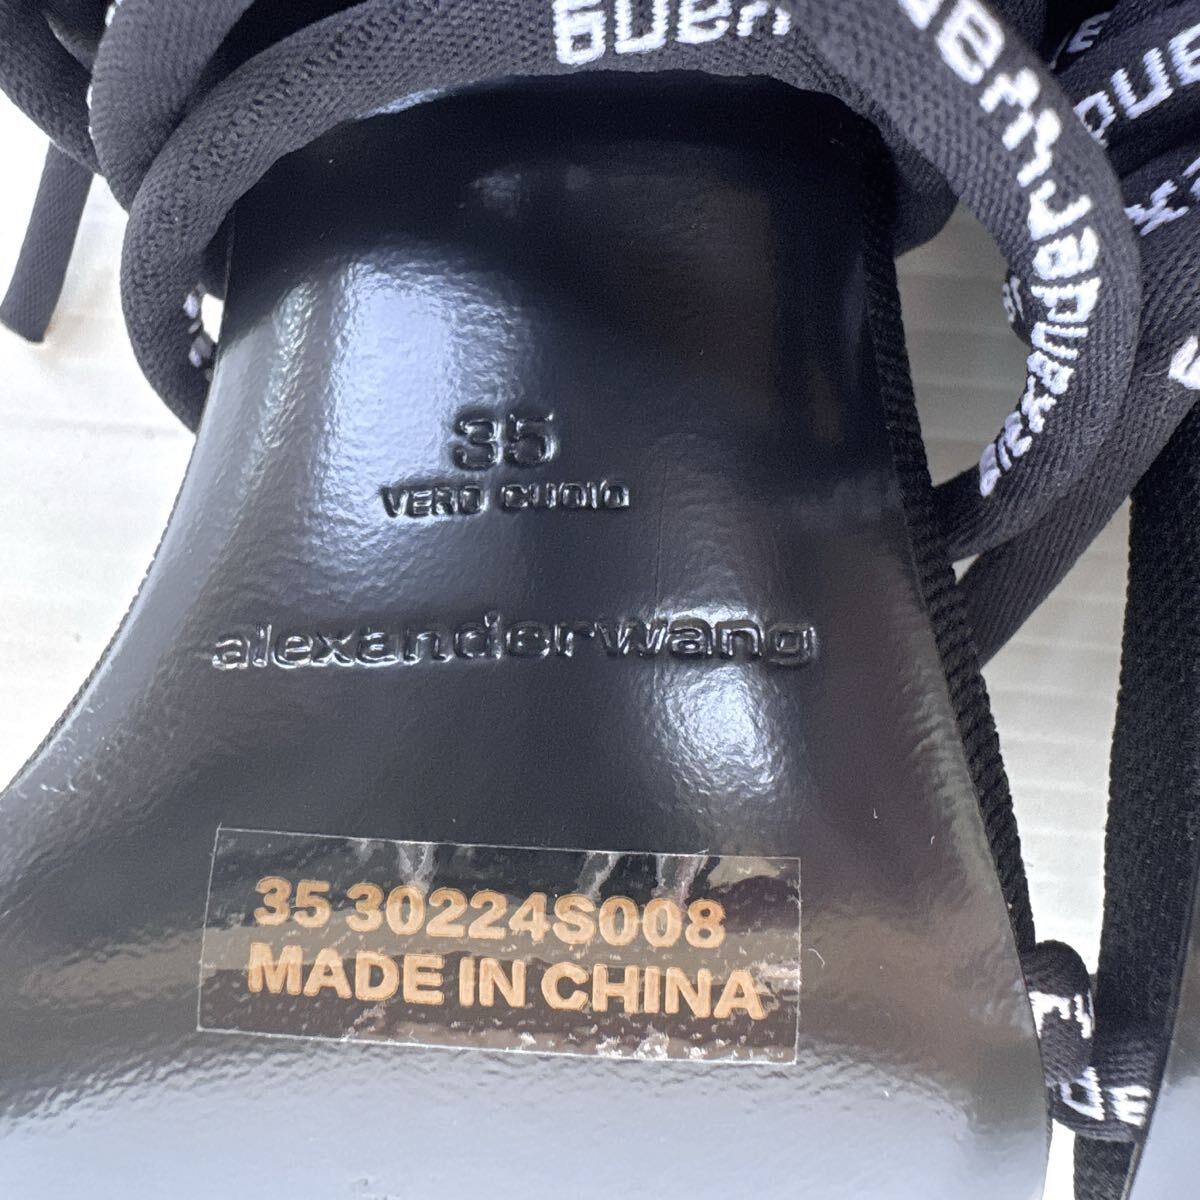 35
VERO CUOIO
alexanderwang
35 30224S008
MADE IN CHINA